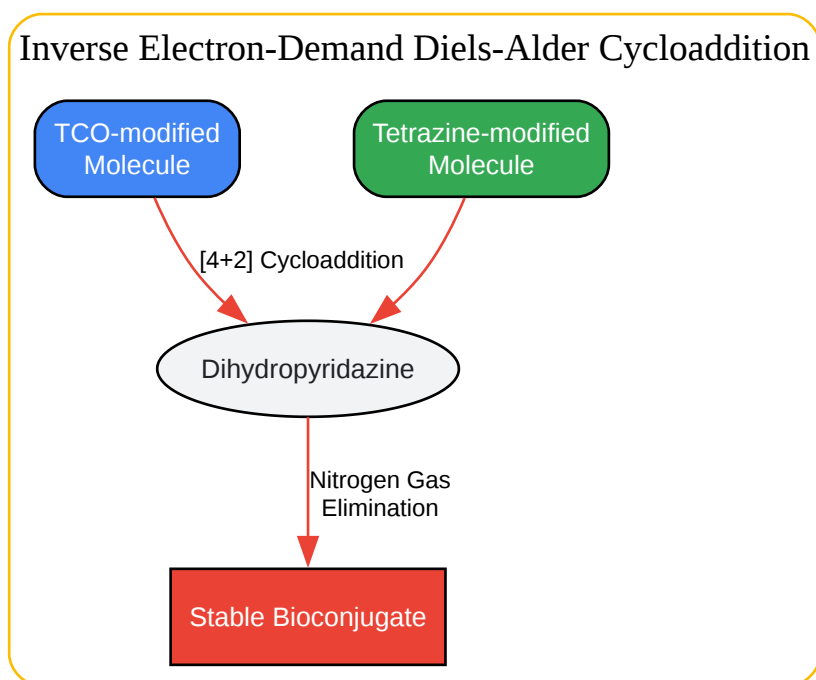 Inverse Electron-Demand Diels-Alder Cycloaddition
TCO-modified
Molecule
Tetrazine-modified
Molecule
[4+2] Cycloaddition
Dihydropyridazine
Nitrogen Gas
Elimination
Stable Bioconjugate